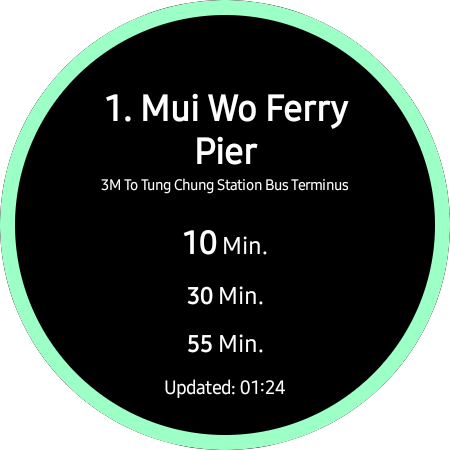 1. Mui Wo Ferry
Pier
3M To Tung Chung Station Bus Terminus
10 Min.
30 Min.
55 Min.
Updated: 01:24